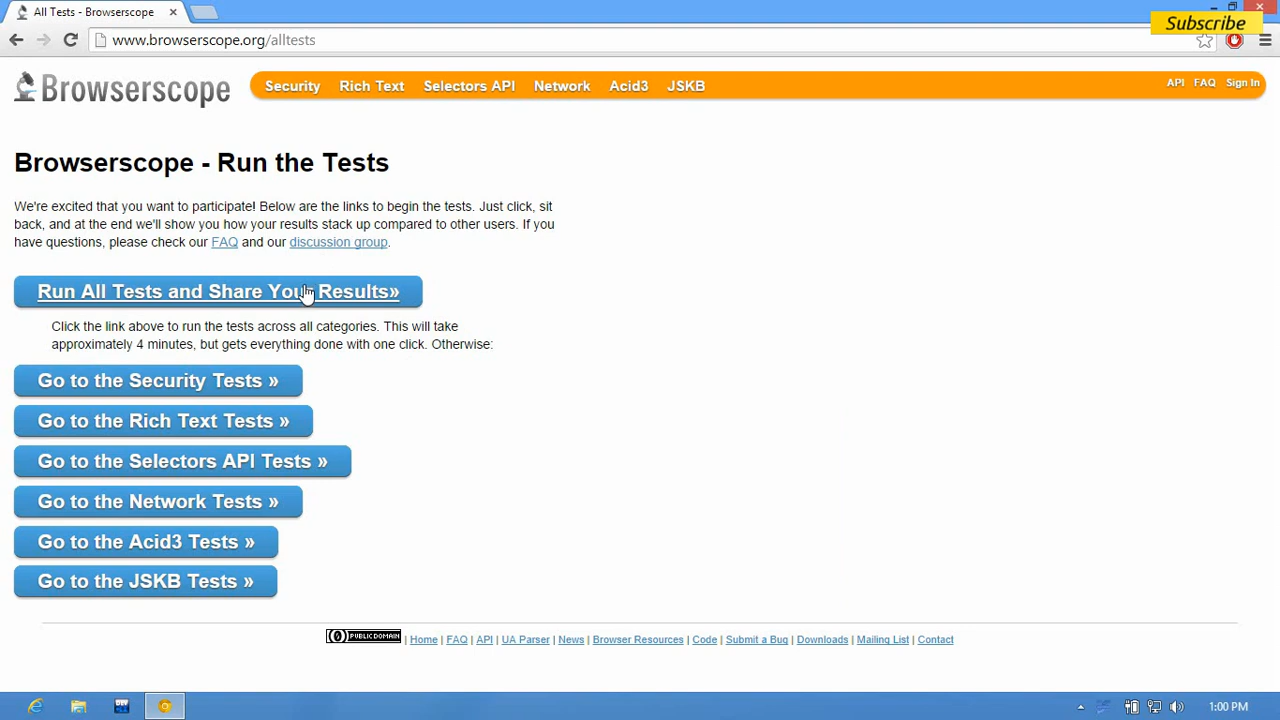 All Tests - Browserscope
Subscribe
www.browserscope.org/alltests
Browserscope
Security Rich Text Selectors API Network Acid3 JSKB
API FAQ Sign In
Browserscope - Run the Tests
We're excited that you want to participate! Below are the links to begin the tests. Just click, sit
back, and at the end we'll show you how your results stack up compared to other users. If you
have questions, please check our FAQ and our discussion group.
Run All Tests and Share Your Results»
Click the link above to run the tests across all categories. This will take
approximately 4 minutes, but gets everything done with one click. Otherwise:
Go to the Security Tests »
Go to the Rich Text Tests »
Go to the Selectors API Tests »
Go to the Network Tests »
Go to the Acid3 Tests »
Go to the JSKB Tests »
PUBLIC DOMAIN | Home | FAQ | API | UA Parser | News | Browser Resources | Code | Submit a Bug | Downloads | Mailing List | Contact
1:00 PM